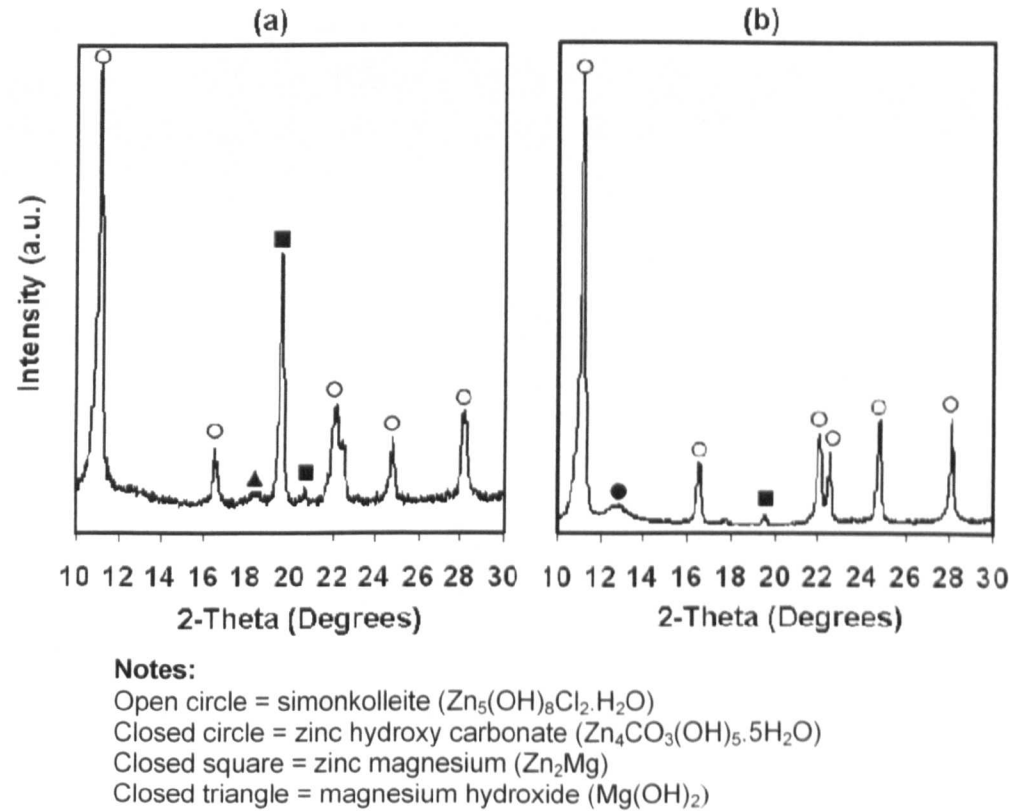 (a) (b)
Intensity (a.u.)
10 12 14 16 18 20 22 24 26 28 30 10 12 14 16 18 20 22 24 26 28 30
2-Theta (Degrees) 2-Theta (Degrees)
Notes:
Open circle = simonkolleite (Zn₅(OH)₈Cl₂.H₂O)
Closed circle = zinc hydroxy carbonate (Zn₄CO₃(OH)₅.5H₂O)
Closed square = zinc magnesium (Zn₂Mg)
Closed triangle = magnesium hydroxide (Mg(OH)₂)